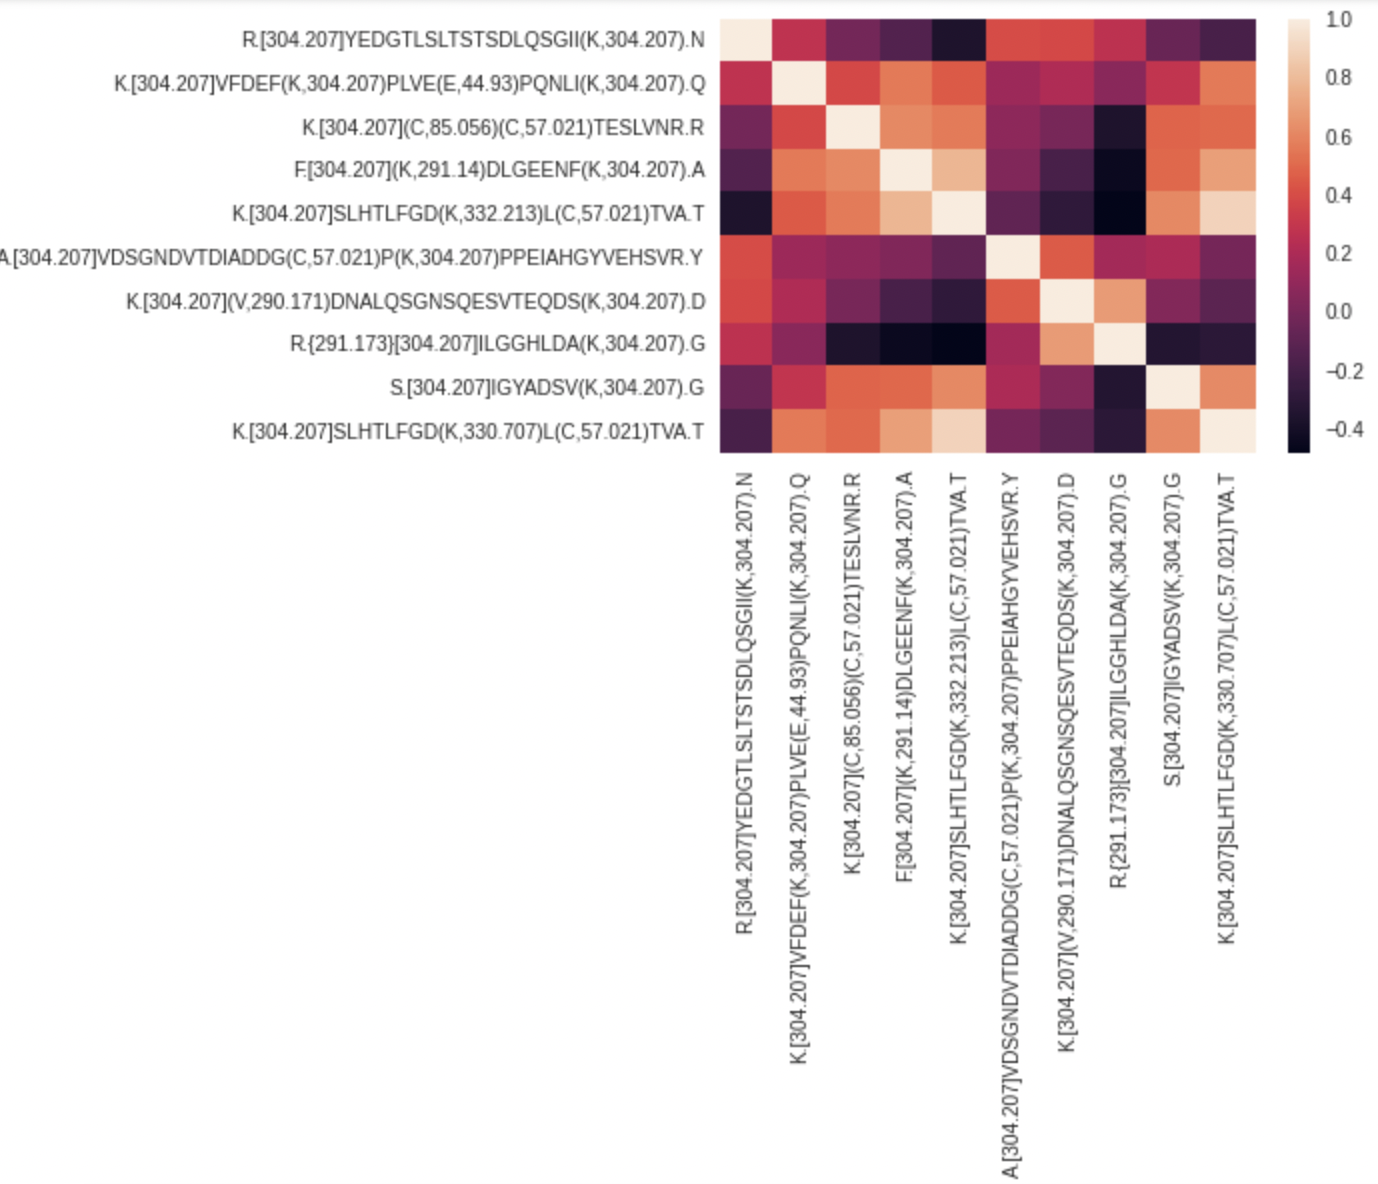 R.[304.207]YEDGTLSLTSTSDLQSGII(K,304.207).N
K.[304.207]VFDEF(K,304.207)PLVE(E,44.93)PQNLI(K,304.207).Q
K.[304.207](C,85.056)(C,57.021)TESLVNR.R
F.[304.207](K,291.14)DLGEENF(K,304.207).A
K.[304.207]SLHTLFGD(K,332.213)L(C,57.021)TVA.T
A.[304.207]VDSGNDVTDIADDG(C,57.021)P(K,304.207)PPEIAHGYVEHSVR.Y
K.[304.207](V,290.171)DNALQSGNSQESVTEQDS(K,304.207).D
R.{291.173}[304.207]ILGGHLDA(K,304.207).G
S.[304.207]IGYADSV(K,304.207).G
K.[304.207]SLHTLFGD(K,330.707)L(C,57.021)TVA.T
1.0
0.8
0.6
0.4
0.2
0.0
−0.2
−0.4
R.[304.207]YEDGTLSLTSTSDLQSGII(K,304.207).N
K.[304.207]VFDEF(K,304.207)PLVE(E,44.93)PQNLI(K,304.207).Q
K.[304.207](C,85.056)(C,57.021)TESLVNR.R
F.[304.207](K,291.14)DLGEENF(K,304.207).A
K.[304.207]SLHTLFGD(K,332.213)L(C,57.021)TVA.T
A.[304.207]VDSGNDVTDIADDG(C,57.021)P(K,304.207)PPEIAHGYVEHSVR.Y
K.[304.207](V,290.171)DNALQSGNSQESVTEQDS(K,304.207).D
R.{291.173}[304.207]ILGGHLDA(K,304.207).G
S.[304.207]IGYADSV(K,304.207).G
K.[304.207]SLHTLFGD(K,330.707)L(C,57.021)TVA.T